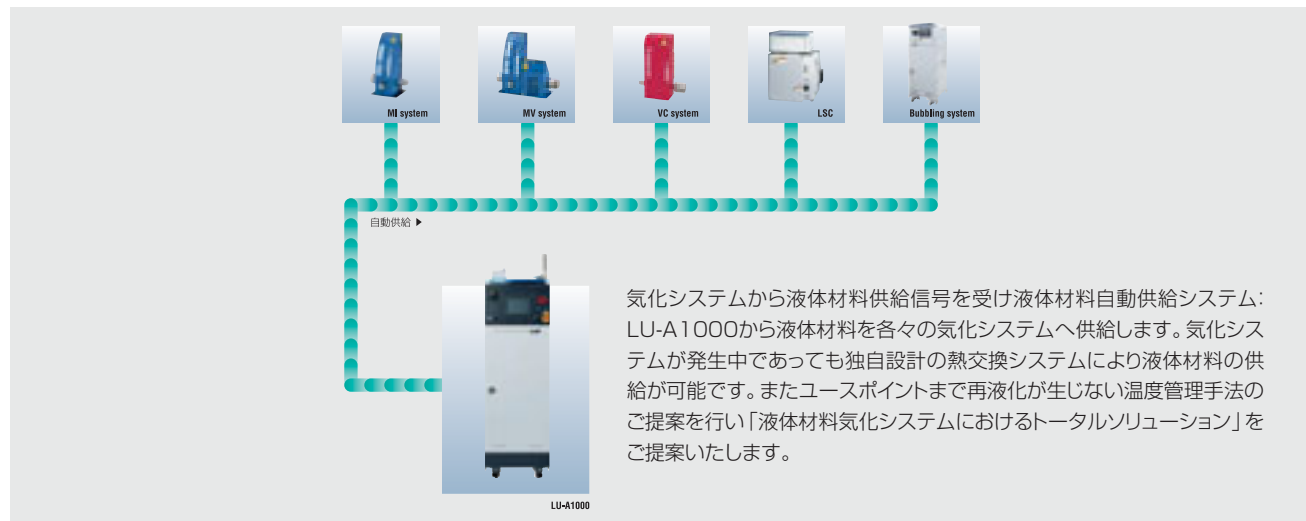 MI system
MV system
VC system
LSC
Bubbling system
自動供給 ▶
気化システムから液体材料供給信号を受け液体材料自動供給システム:
LU-A1000から液体材料を各々の気化システムへ供給します。気化シス
テムが発生中であっても独自設計の熱交換システムにより液体材料の供
給が可能です。またユースポイントまで再液化が生じない温度管理手法の
ご提案を行い「液体材料気化システムにおけるトータルソリューション」を
ご提案いたします。
LU-A1000